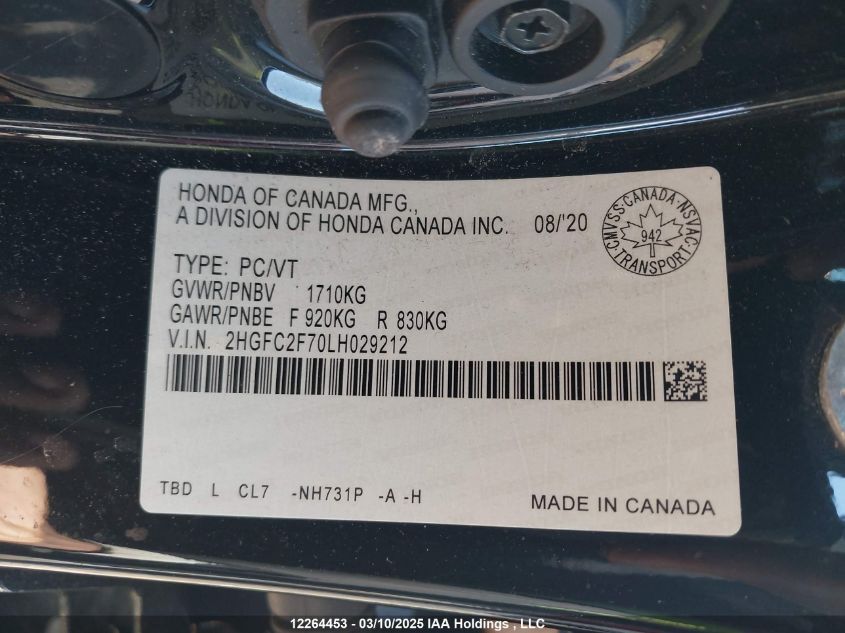 HONDA OF CANADA MFG.,
A DIVISION OF HONDA CANADA INC. 08/'20
CMVSS · CANADA · NSVAC · TRANSPORT ·
942
TYPE: PC/VT
GVWR/PNBV 1710KG
GAWR/PNBE F 920KG R 830KG
V.I.N. 2HGFC2F70LH029212
TBD L CL7 -NH731P -A -H
MADE IN CANADA
12264453 - 03/10/2025 IAA Holdings , LLC